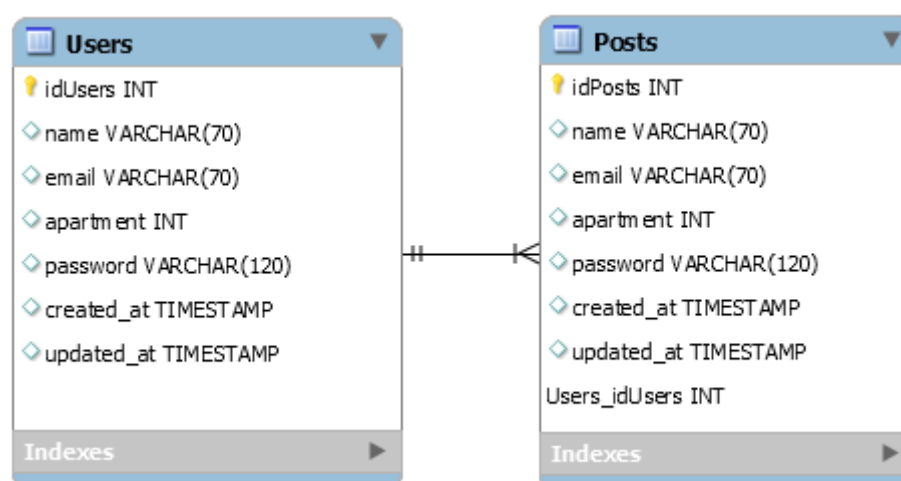 Users
idUsers INT
name VARCHAR(70)
email VARCHAR(70)
apartment INT
password VARCHAR(120)
created_at TIMESTAMP
updated_at TIMESTAMP
Indexes
Posts
idPosts INT
name VARCHAR(70)
email VARCHAR(70)
apartment INT
password VARCHAR(120)
created_at TIMESTAMP
updated_at TIMESTAMP
Users_idUsers INT
Indexes